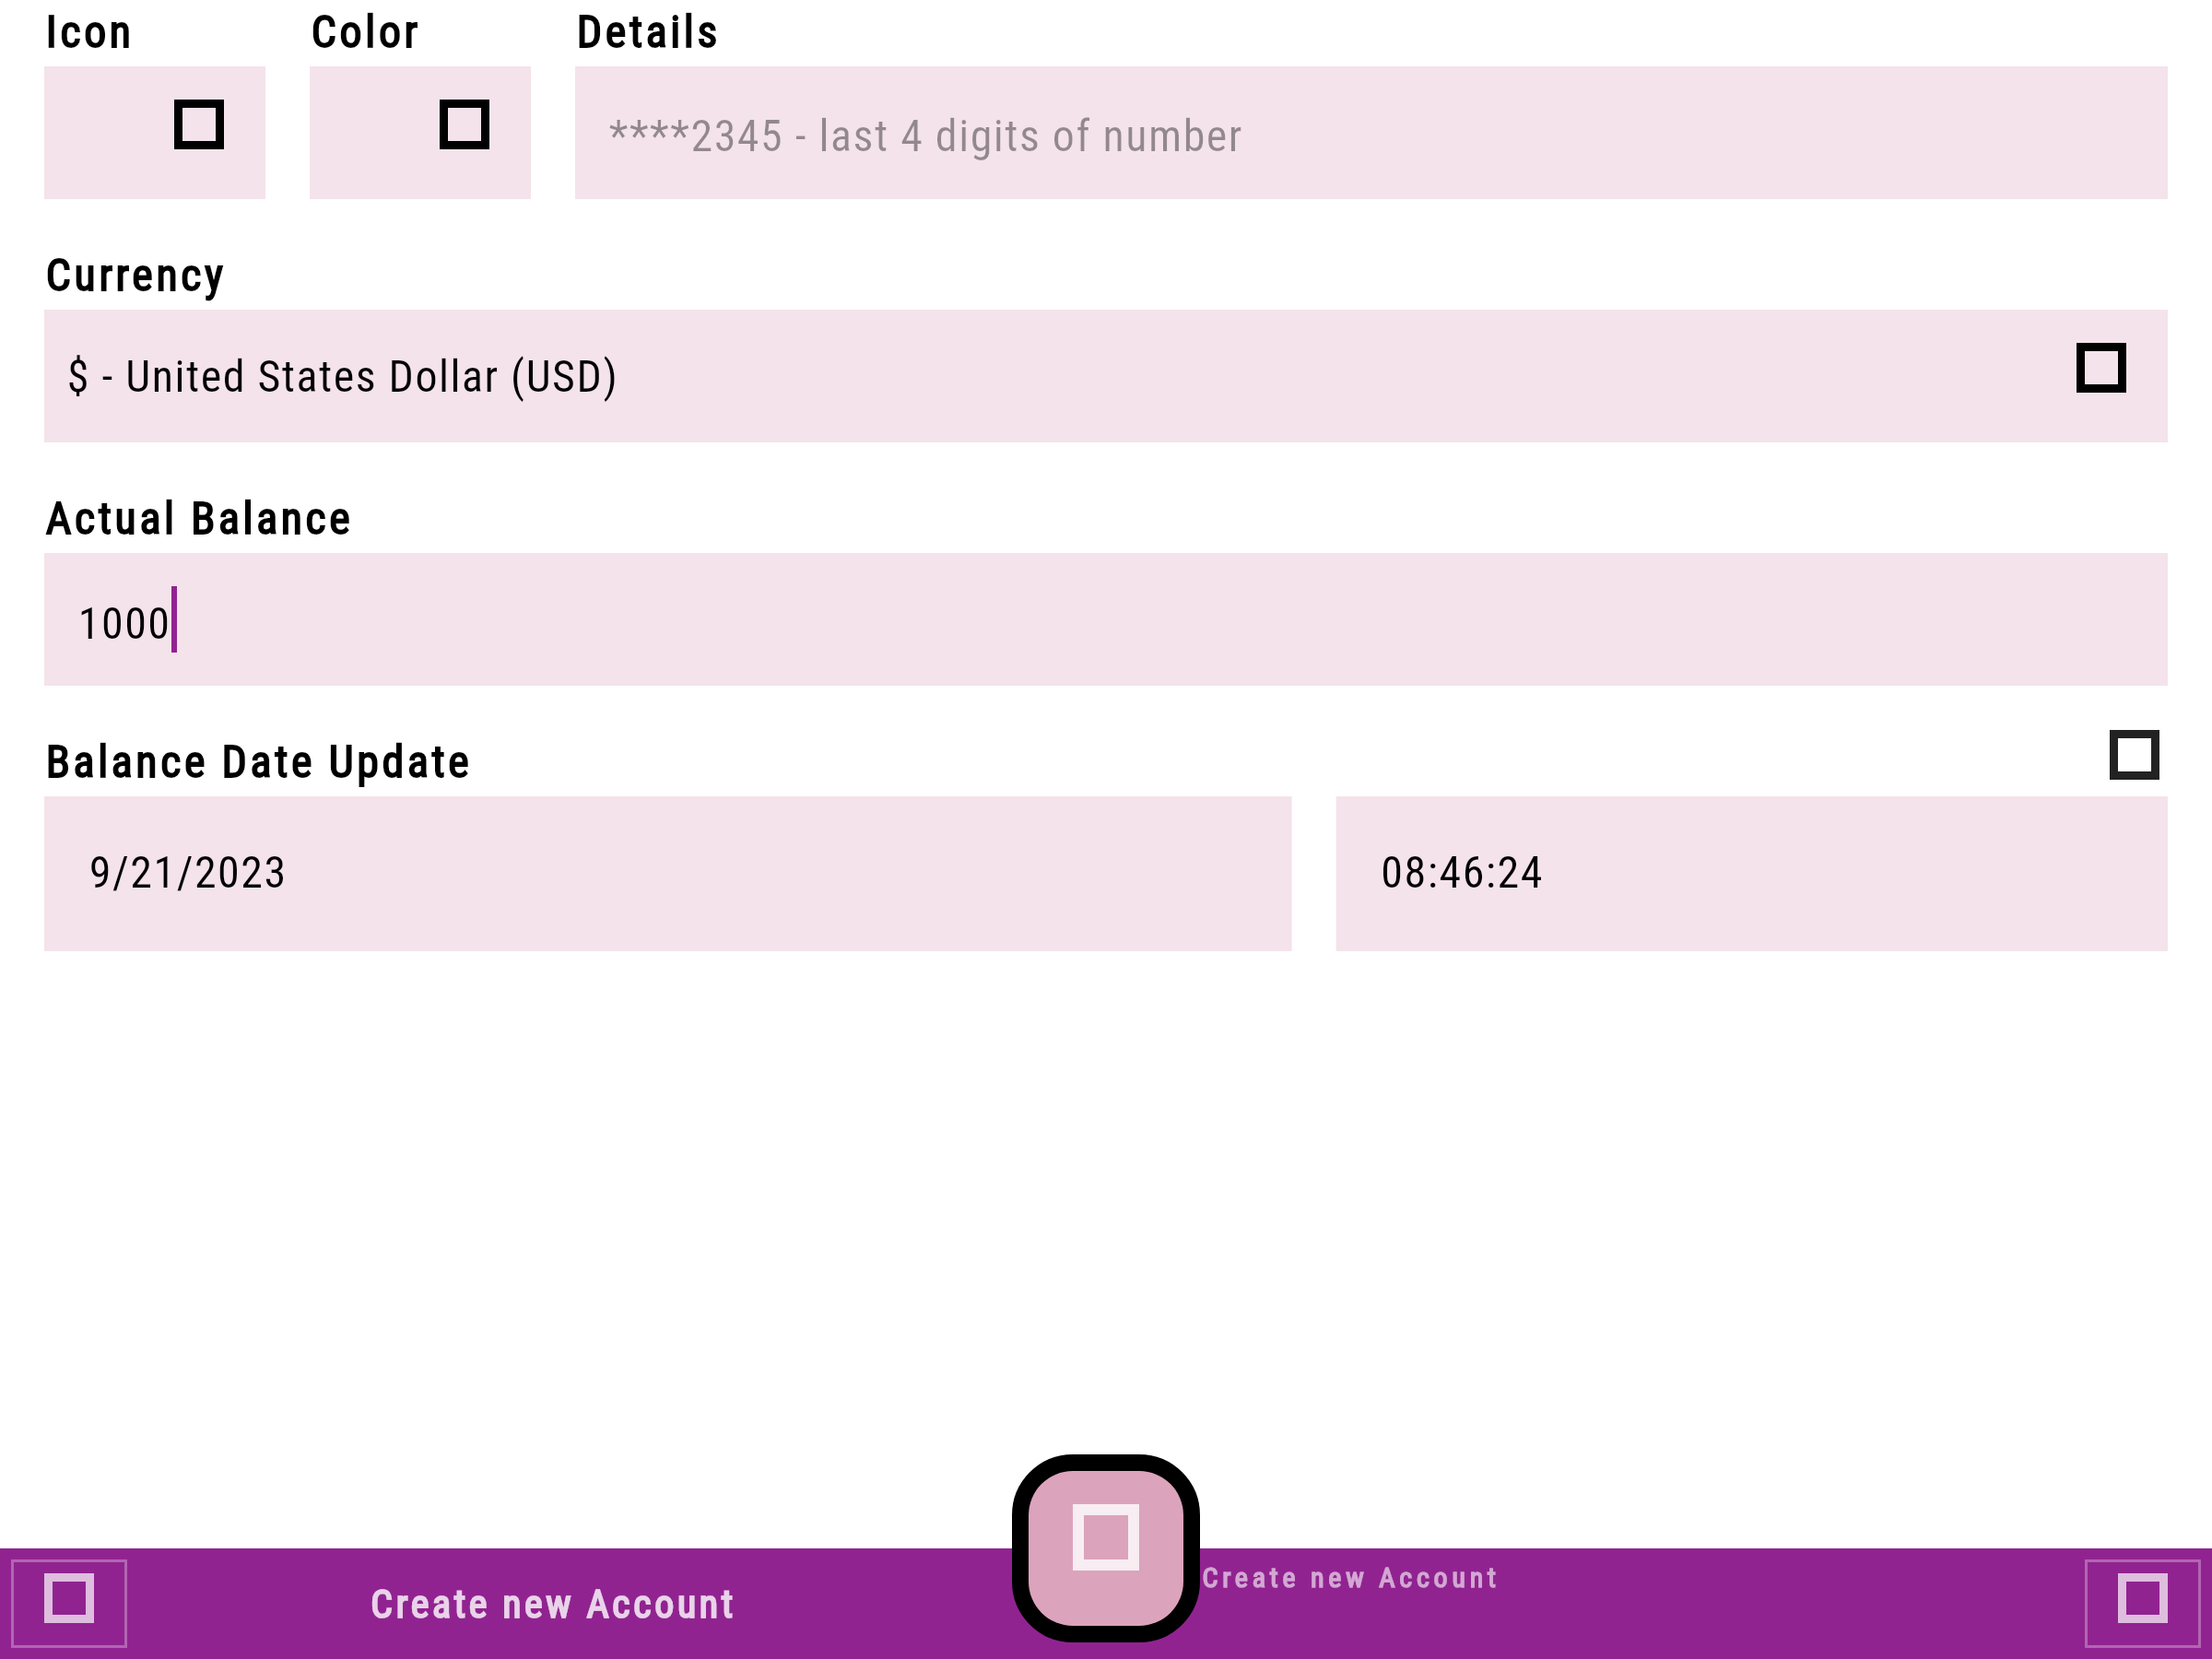 Icon Color Details
****2345 - last 4 digits of number
Currency
$ - United States Dollar (USD)
Actual Balance
1000
Balance Date Update
9/21/2023 08:46:24
Create new Account
Create new Account